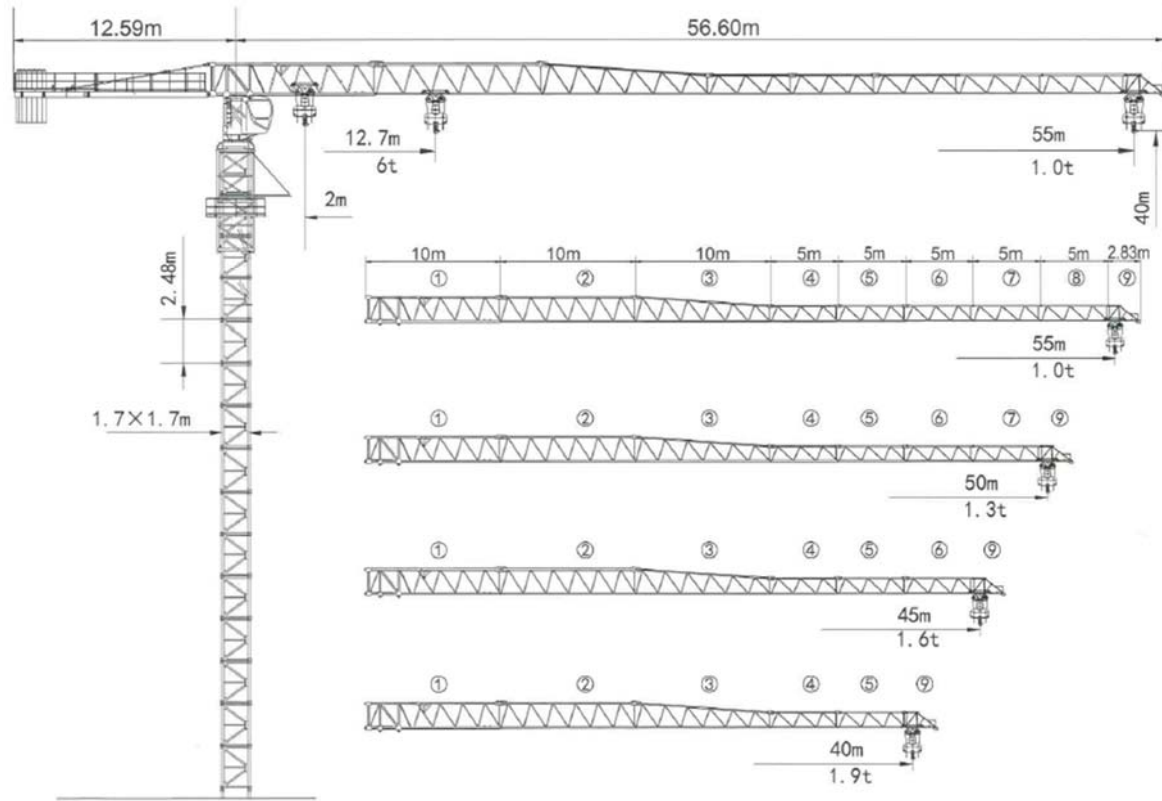 12.59m 56.60m
12.7m
6t
55m
1.0t
2m
40m
2.48m
1.7×1.7m
10m 10m 10m 5m 5m 5m 5m 5m 2.83m
① ② ③ ④ ⑤ ⑥ ⑦ ⑧ ⑨
55m
1.0t
① ② ③ ④ ⑤ ⑥ ⑦ ⑨
50m
1.3t
① ② ③ ④ ⑤ ⑥ ⑨
45m
1.6t
① ② ③ ④ ⑤ ⑨
40m
1.9t